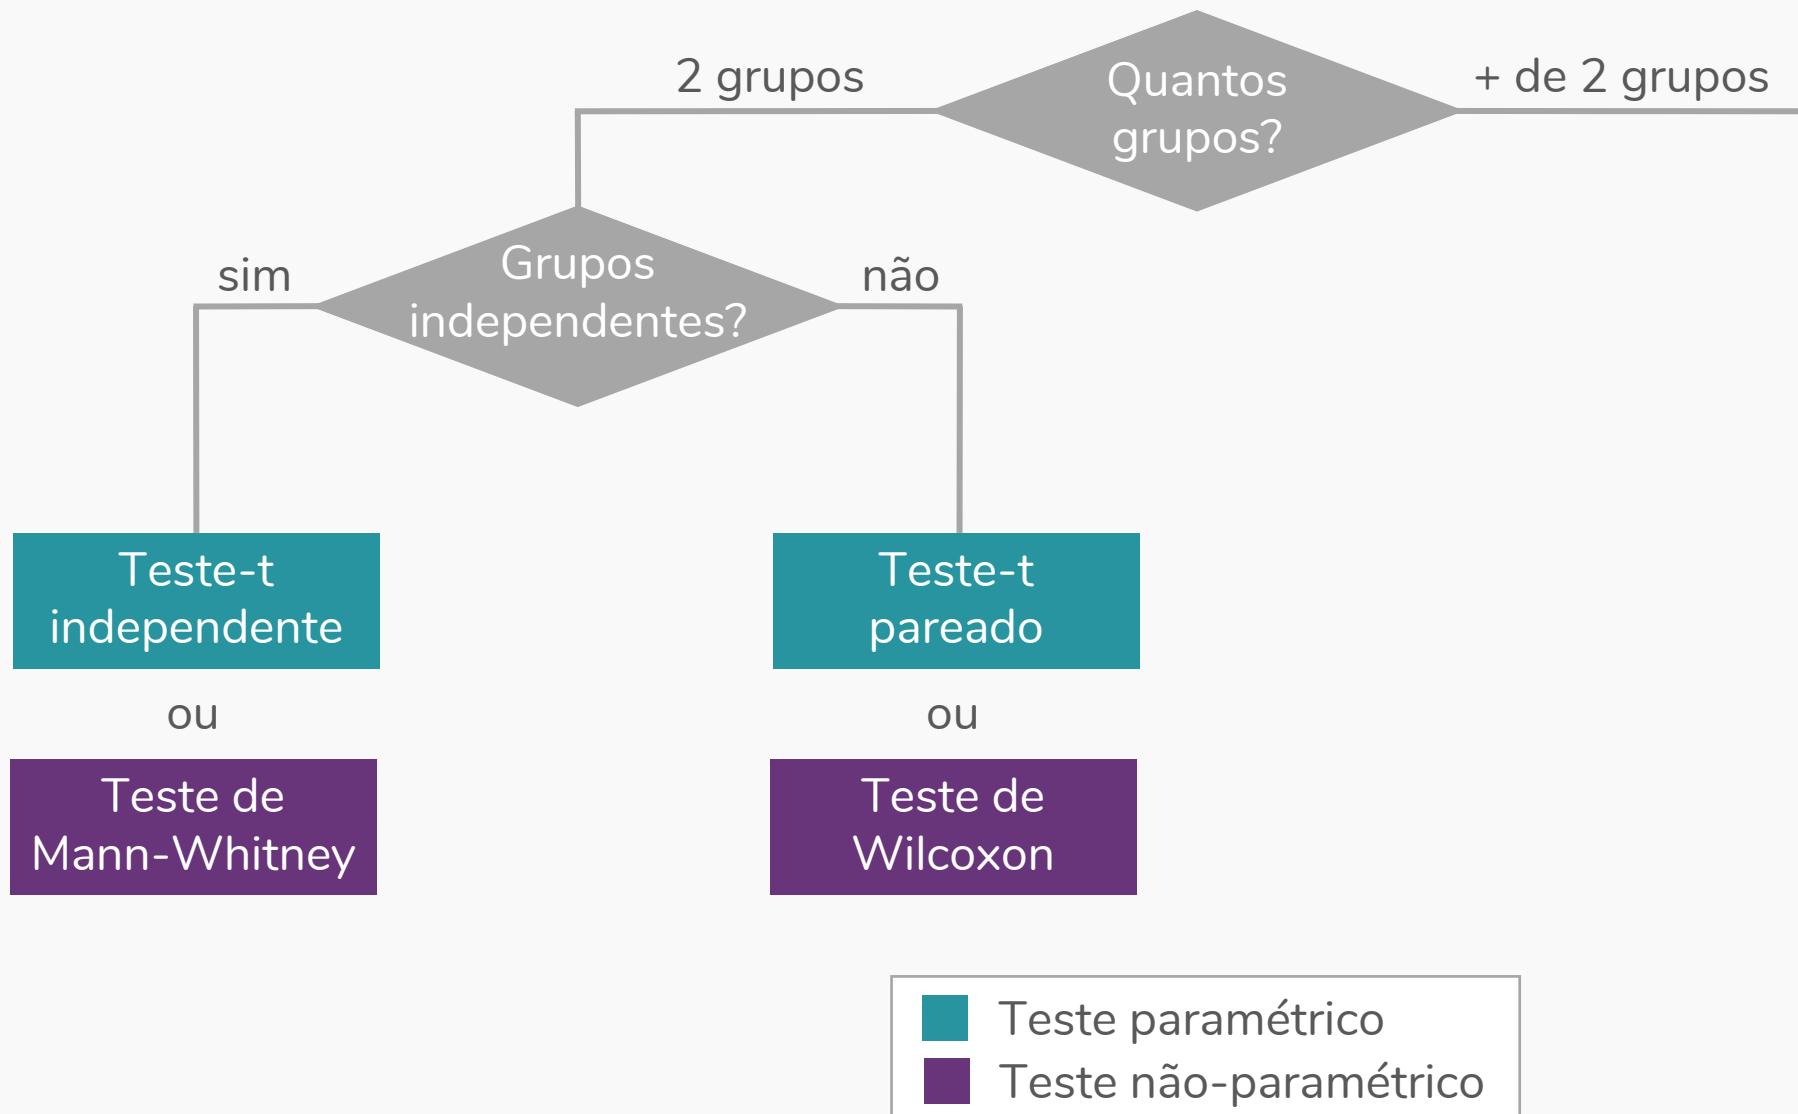 2 grupos
Quantos
grupos?
+ de 2 grupos
sim
Grupos
independentes?
não
Teste-t
independente
ou
Teste de
Mann-Whitney
Teste-t
pareado
ou
Teste de
Wilcoxon
Teste paramétrico
Teste não-paramétrico